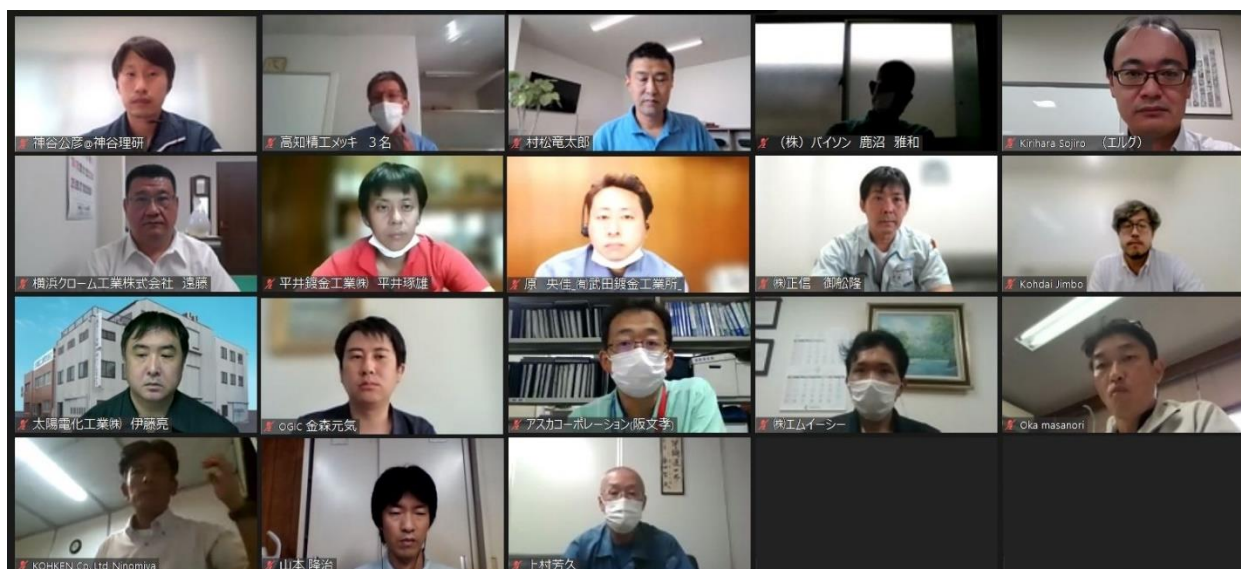 神谷公彦@神谷理研
高知精工メッキ 3名
村松竜太郎
(株) バイソン 鹿沼 雅和
Kirihara Sojiro (エルグ)
横浜クローム工業株式会社 遠藤
平井鍍金工業㈱ 平井琢雄
原 央佳 ㈲武田鍍金工業所_
㈱正信 御舩隆
Kohdai Jimbo
太陽電化工業㈱ 伊藤亮
OGIC 金森元気
アスカコーポレーション(阪文孝)
㈱エムイーシー
Oka masanori
KOHKEN Co.,Ltd. Ninomiya
山本 隆治
上村芳久